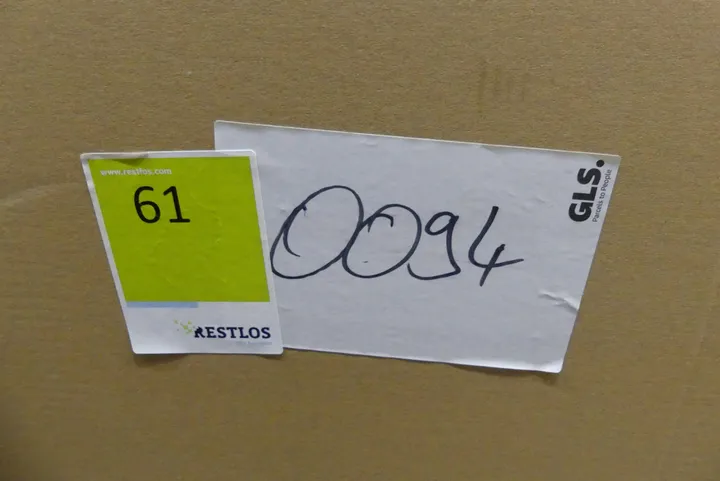 www.restlos.com
61
RESTLOS
0094
GLS.
Parcels to People